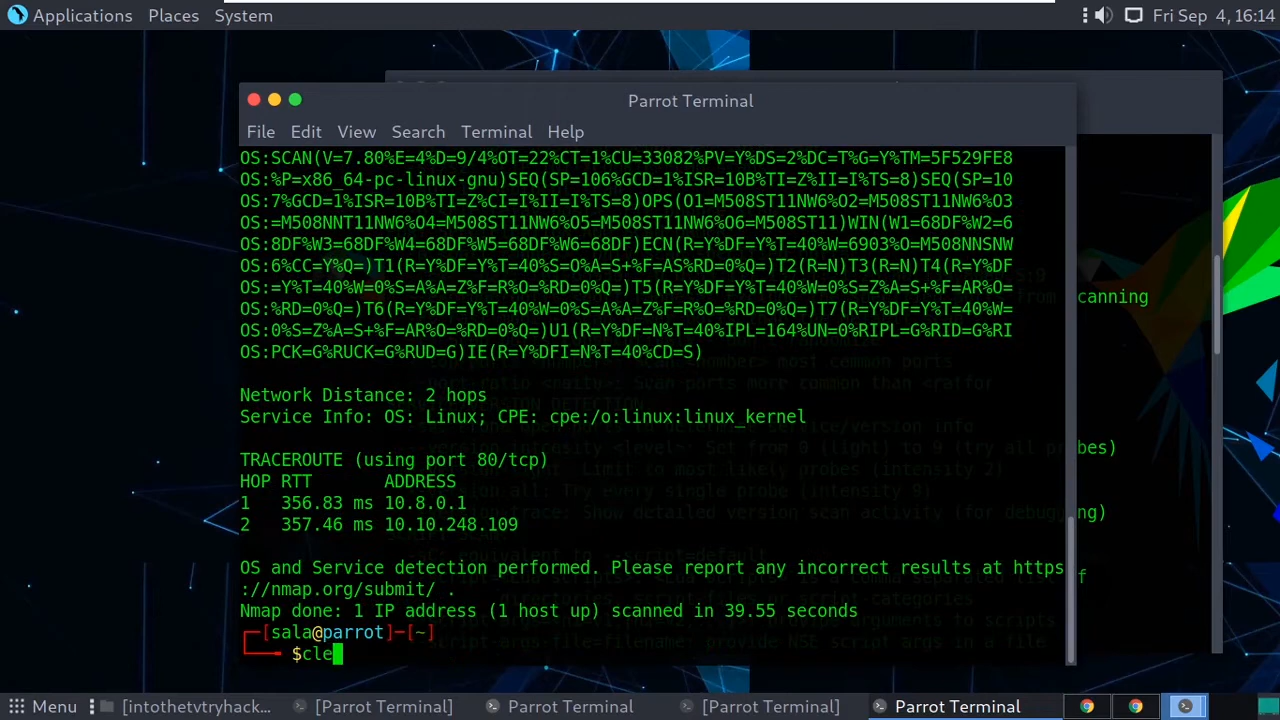 Applications Places System
Fri Sep 4, 16:14
Parrot Terminal
File Edit View Search Terminal Help
OS:SCAN(V=7.80%E=4%D=9/4%OT=22%CT=1%CU=33082%PV=Y%DS=2%DC=T%G=Y%TM=5F529FE8
OS:%P=x86_64-pc-linux-gnu)SEQ(SP=106%GCD=1%ISR=10B%TI=Z%II=I%TS=8)SEQ(SP=10
OS:7%GCD=1%ISR=10B%TI=Z%CI=I%II=I%TS=8)OPS(O1=M508ST11NW6%O2=M508ST11NW6%O3
OS:=M508NNT11NW6%O4=M508ST11NW6%O5=M508ST11NW6%O6=M508ST11)WIN(W1=68DF%W2=6
OS:8DF%W3=68DF%W4=68DF%W5=68DF%W6=68DF)ECN(R=Y%DF=Y%T=40%W=6903%O=M508NNSNW
OS:6%CC=Y%Q=)T1(R=Y%DF=Y%T=40%S=O%A=S+%F=AS%RD=0%Q=)T2(R=N)T3(R=N)T4(R=Y%DF
OS:=Y%T=40%W=0%S=A%A=Z%F=R%O=%RD=0%Q=)T5(R=Y%DF=Y%T=40%W=0%S=Z%A=S+%F=AR%O=
OS:%RD=0%Q=)T6(R=Y%DF=Y%T=40%W=0%S=A%A=Z%F=R%O=%RD=0%Q=)T7(R=Y%DF=Y%T=40%W=
OS:0%S=Z%A=S+%F=AR%O=%RD=0%Q=)U1(R=Y%DF=N%T=40%IPL=164%UN=0%RIPL=G%RID=G%RI
OS:PCK=G%RUCK=G%RUD=G)IE(R=Y%DFI=N%T=40%CD=S)
canning
Network Distance: 2 hops
Service Info: OS: Linux; CPE: cpe:/o:linux:linux_kernel
bes)
TRACEROUTE (using port 80/tcp)
HOP RTT ADDRESS
1 356.83 ms 10.8.0.1
2 357.46 ms 10.10.248.109
ng)
OS and Service detection performed. Please report any incorrect results at https
://nmap.org/submit/ .
f
Nmap done: 1 IP address (1 host up) scanned in 39.55 seconds
┌─[sala@parrot]─[~]
└──╼ $cle
Menu [intothetvtryhack... [Parrot Terminal] Parrot Terminal [Parrot Terminal] Parrot Terminal